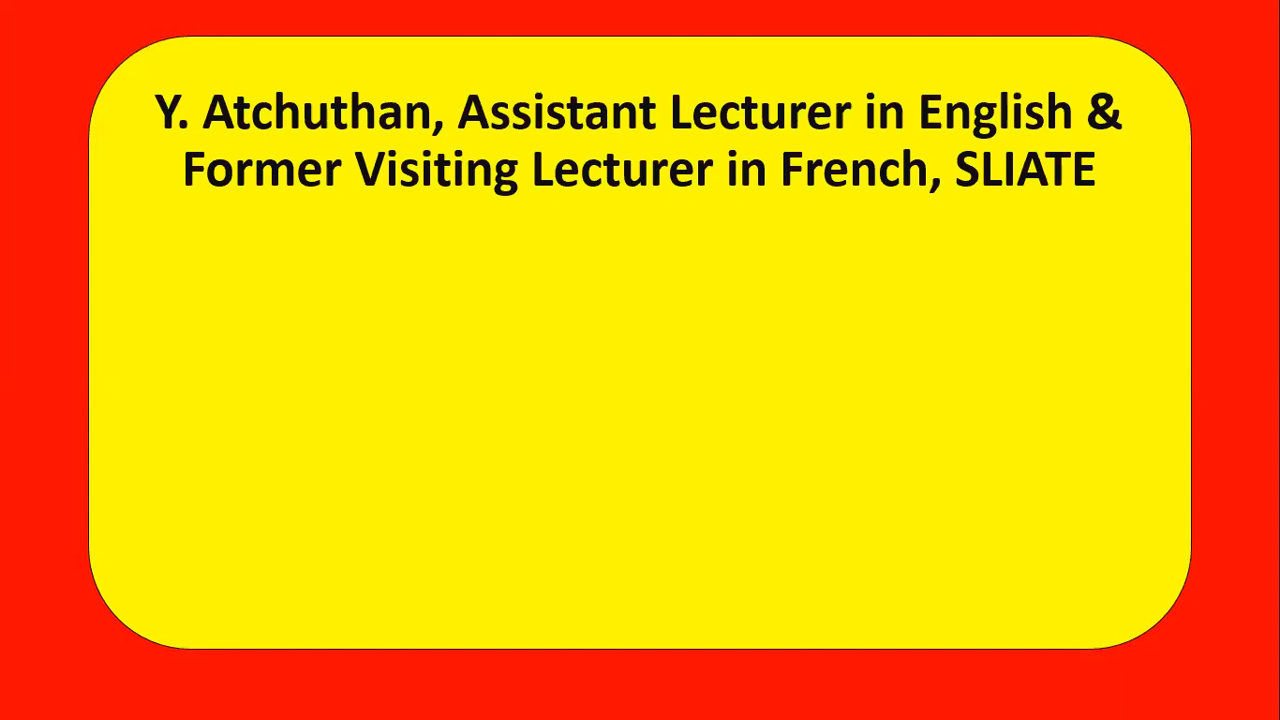 Y. Atchuthan, Assistant Lecturer in English &
Former Visiting Lecturer in French, SLIATE